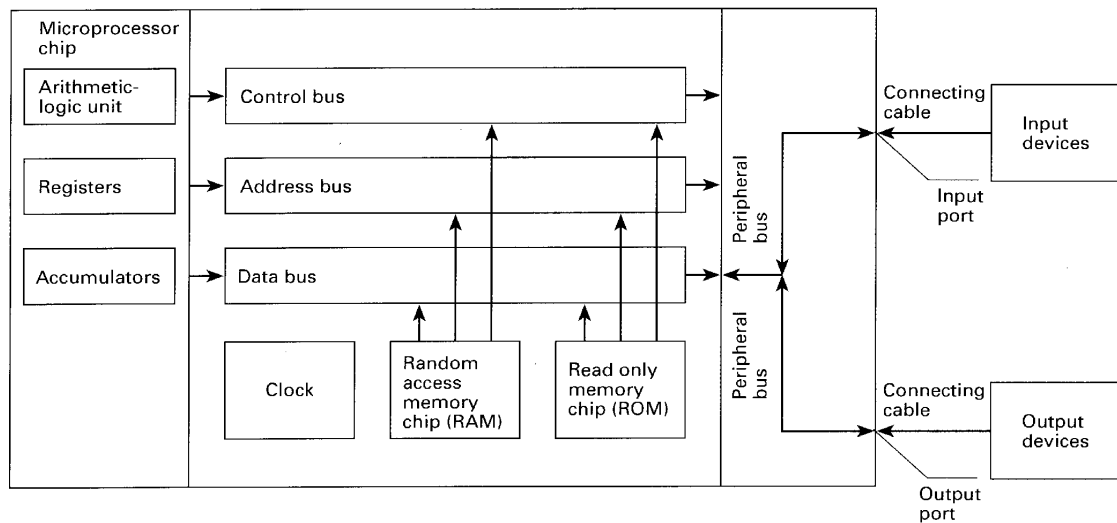 Microprocessor
chip
Arithmetic-
logic unit
Registers
Accumulators
Control bus
Address bus
Data bus
Clock
Random
access
memory
chip (RAM)
Read only
memory
chip (ROM)
Peripheral
bus
Peripheral
bus
Connecting
cable
Input
devices
Input
port
Connecting
cable
Output
devices
Output
port